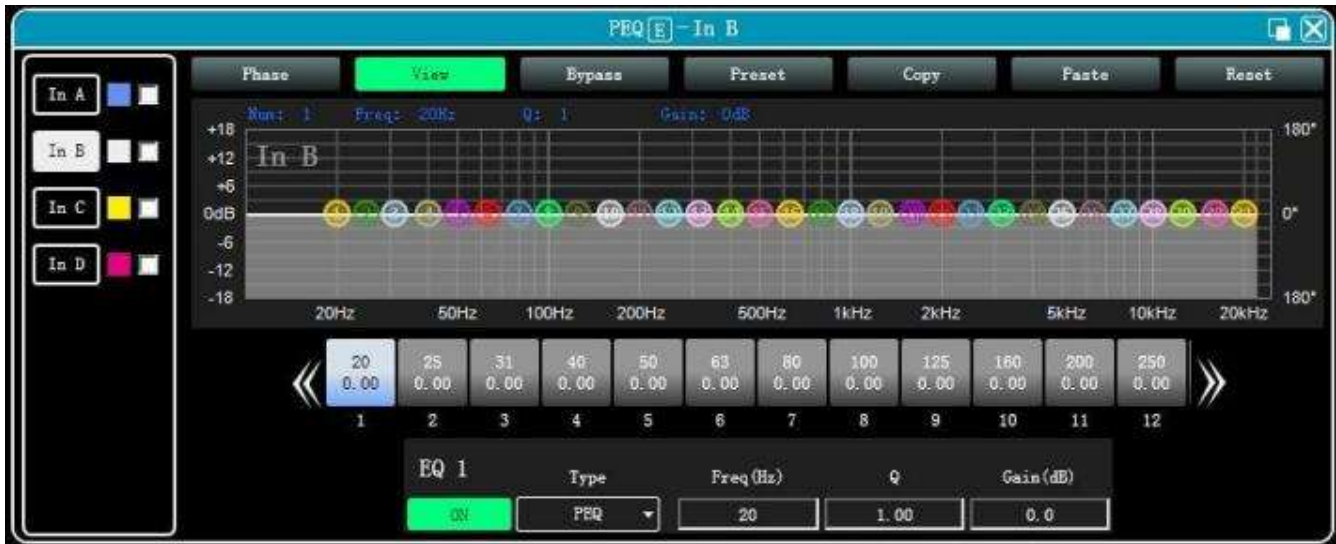 PEQ E - In B
Phase View Bypass Preset Copy Paste Reset
In A
In B
In C
In D
Num: 1 Freq: 20Hz Q: 1 Gain: 0dB
+18 180°
+12 In B
+6
0dB 0°
-6
-12
-18 180°
20Hz 50Hz 100Hz 200Hz 500Hz 1kHz 2kHz 5kHz 10kHz 20kHz
20 25 31 40 50 63 80 100 125 160 200 250
0.00 0.00 0.00 0.00 0.00 0.00 0.00 0.00 0.00 0.00 0.00 0.00
1 2 3 4 5 6 7 8 9 10 11 12
EQ 1 Type Freq(Hz) Q Gain(dB)
ON PEQ 20 1.00 0.0